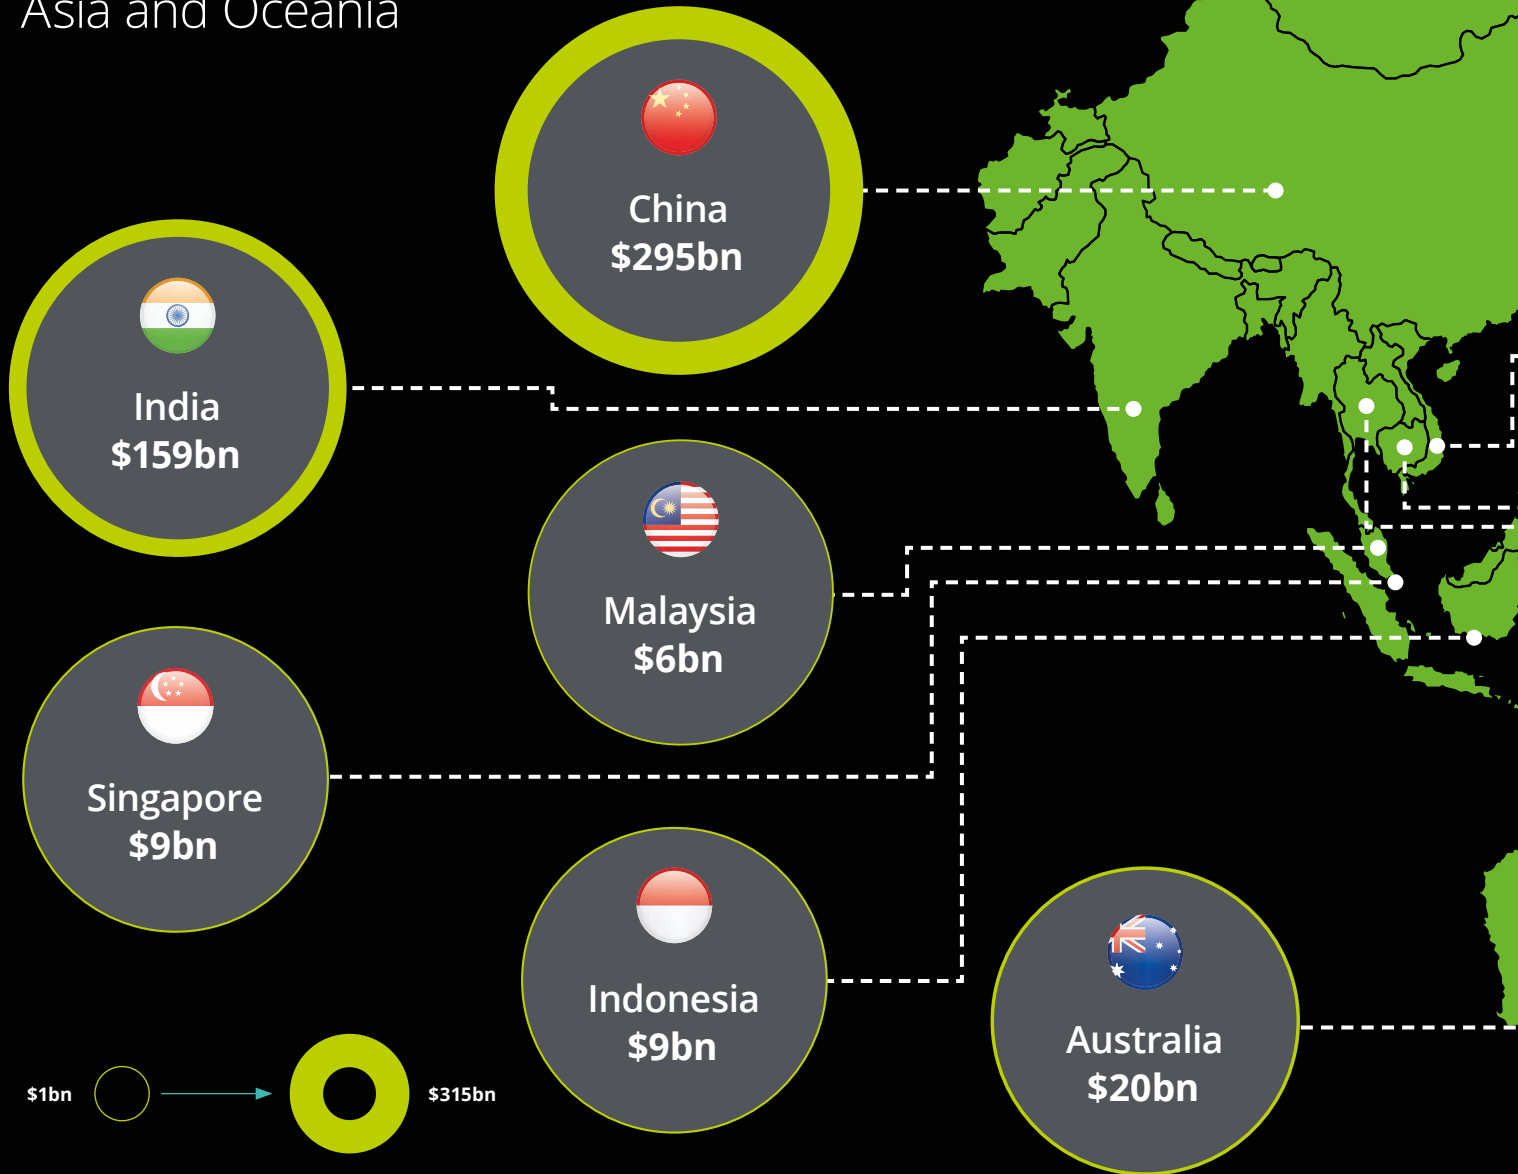 Asia and Oceania
China
$295bn
India
$159bn
Malaysia
$6bn
Singapore
$9bn
Indonesia
$9bn
Australia
$20bn
$1bn
$315bn